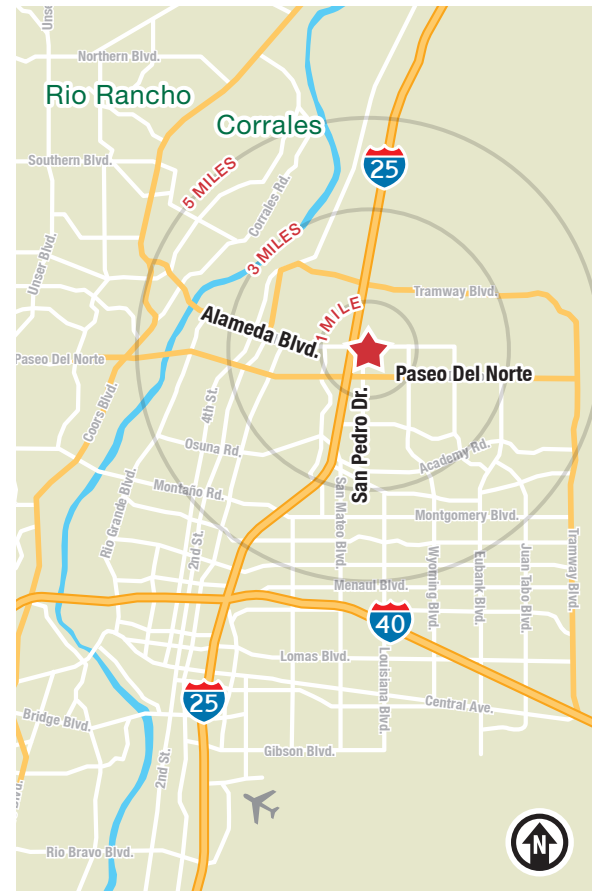 Unse
Northern Blvd.
Rio Rancho
Corrales
25
Southern Blvd.
5 MILES
Corrales Rd.
Unser Blvd.
3 MILES
Tramway Blvd.
1 MILE
Alameda Blvd.
Paseo Del Norte
Paseo Del Norte
Coors Blvd.
4th St.
San Pedro Dr.
Osuna Rd.
Academy Rd.
Montaño Rd.
Rio Grande Blvd.
San Mateo Blvd.
Montgomery Blvd.
2nd St.
Tramway Blvd.
Wyoming Blvd.
Eubank Blvd.
Juan Tabo Blvd.
Menaul Blvd.
40
Lomas Blvd.
Louisiana Blvd.
25
Central Ave.
Bridge Blvd.
2nd St.
Gibson Blvd.
Blvd.
Rio Bravo Blvd.
N